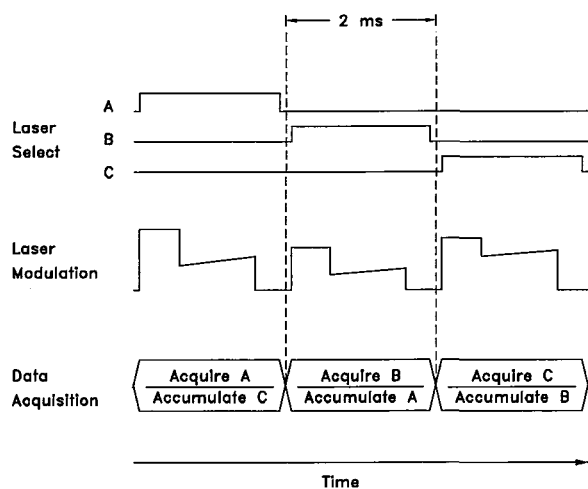 2 ms
A
Laser
Select
B
C
Laser
Modulation
Data
Acquisition
Acquire A
Accumulate C
Acquire B
Accumulate A
Acquire C
Accumulate B
Time